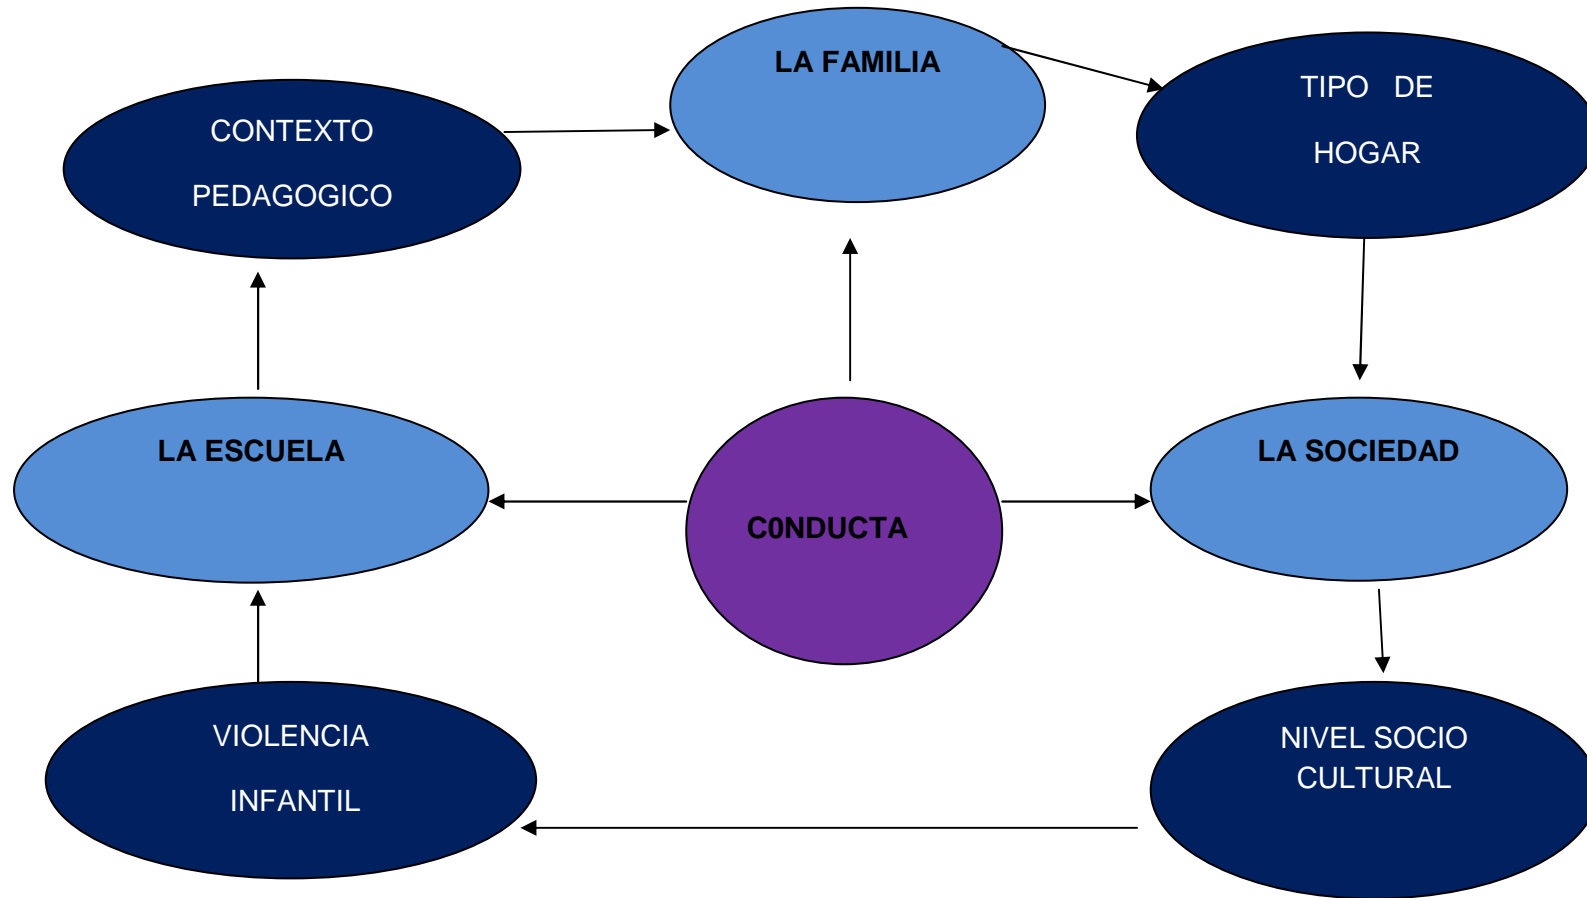 LA FAMILIA
TIPO DE
HOGAR
CONTEXTO
PEDAGOGICO
LA ESCUELA
C0NDUCTA
LA SOCIEDAD
VIOLENCIA
INFANTIL
NIVEL SOCIO
CULTURAL